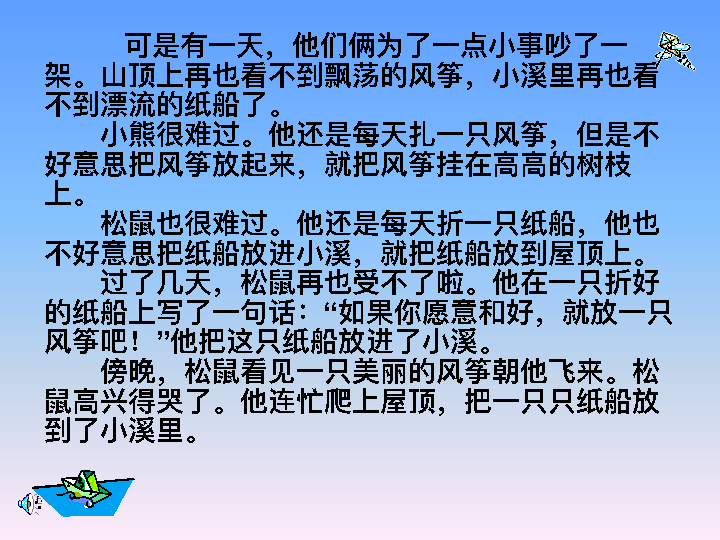 可是有一天，他们俩为了一点小事吵了一
架。山顶上再也看不到飘荡的风筝，小溪里再也看
不到漂流的纸船了。
小熊很难过。他还是每天扎一只风筝，但是不
好意思把风筝放起来，就把风筝挂在高高的树枝
上。
松鼠也很难过。他还是每天折一只纸船，他也
不好意思把纸船放进小溪，就把纸船放到屋顶上。
过了几天，松鼠再也受不了啦。他在一只折好
的纸船上写了一句话：“如果你愿意和好，就放一只
风筝吧！”他把这只纸船放进了小溪。
傍晚，松鼠看见一只美丽的风筝朝他飞来。松
鼠高兴得哭了。他连忙爬上屋顶，把一只只纸船放
到了小溪里。